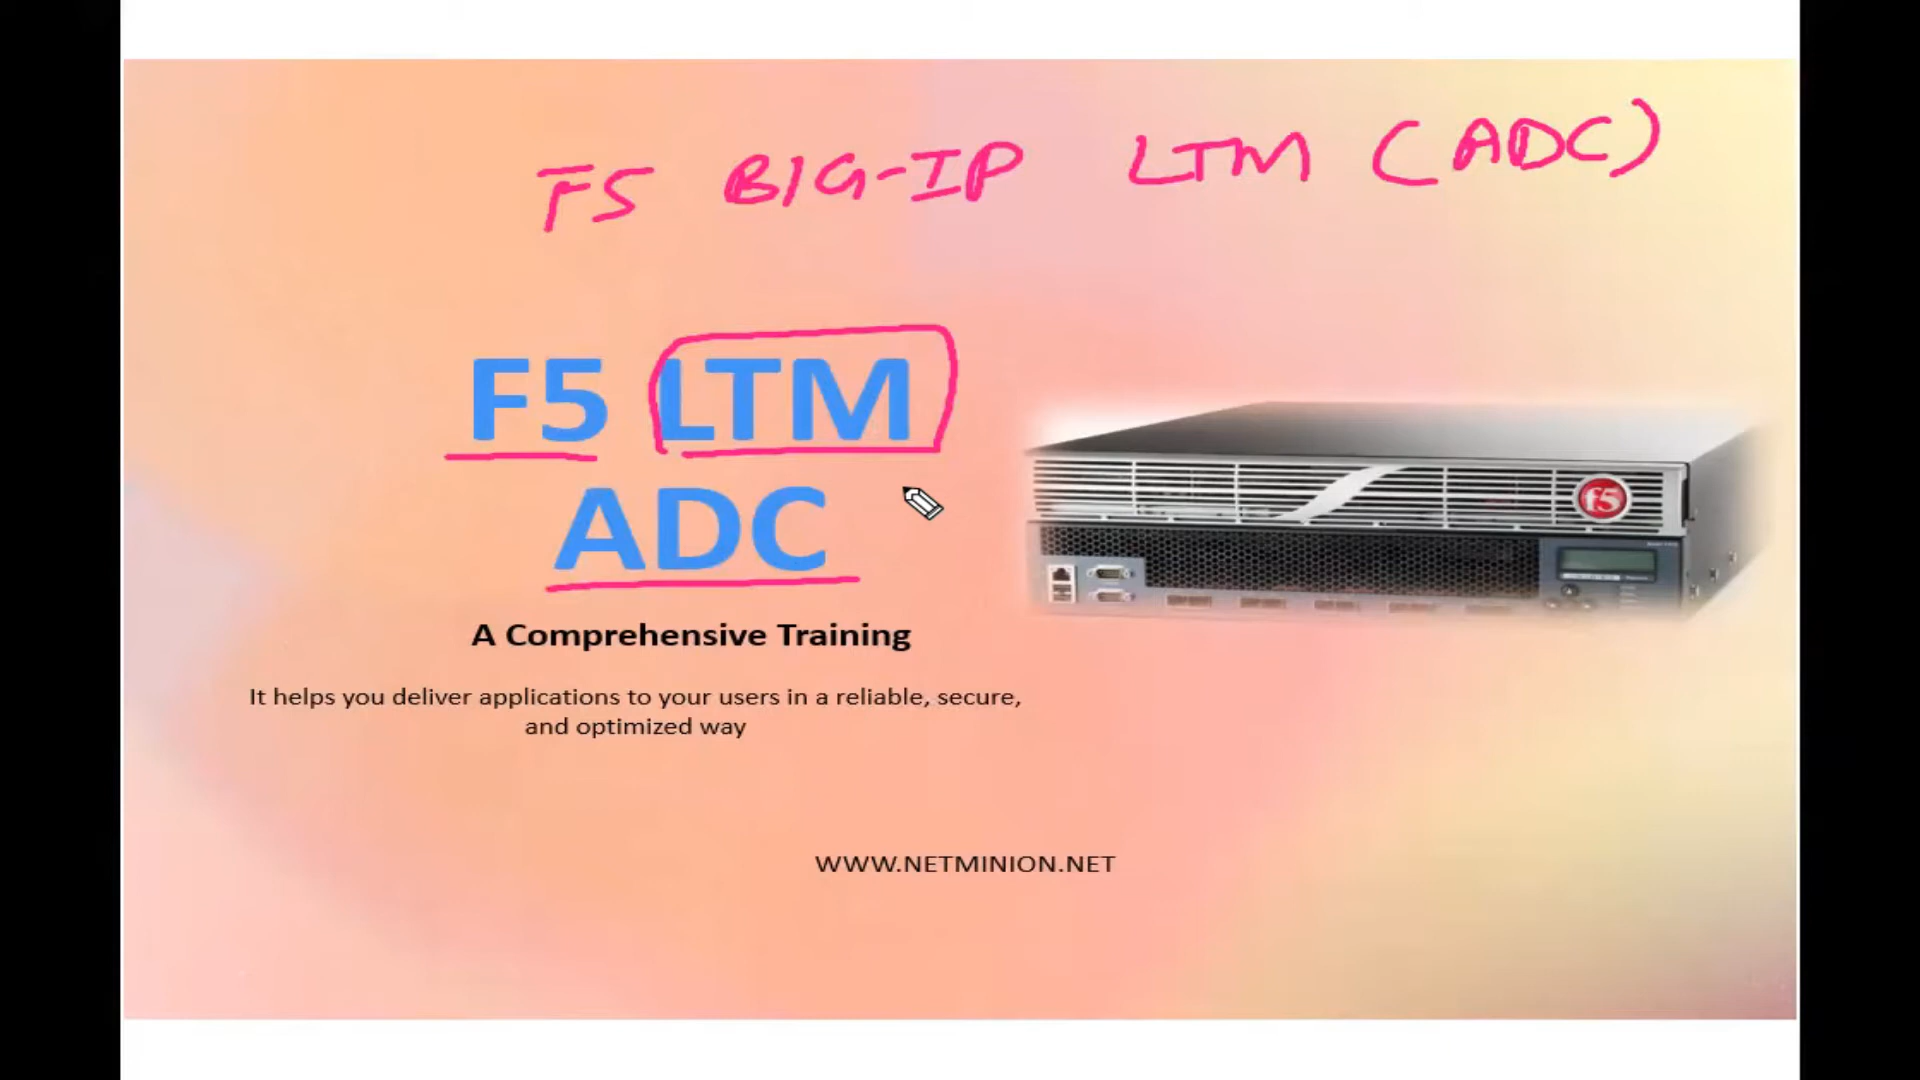 F5 BIG-IP LTM (ADC)
F5 LTM
ADC
f5
A Comprehensive Training
It helps you deliver applications to your users in a reliable, secure,
and optimized way
WWW.NETMINION.NET